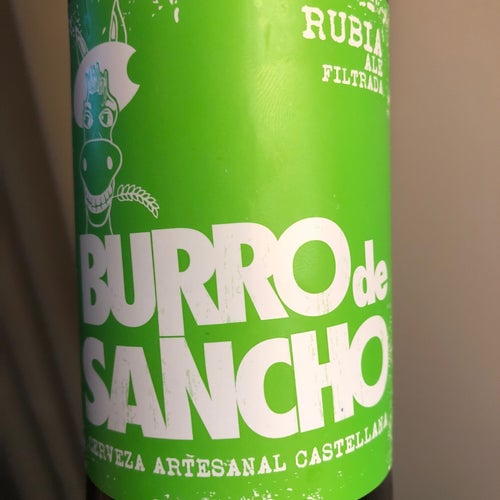 RUBIA
ALE
FILTRADA
BURRO de
SANCHO
CERVEZA ARTESANAL CASTELLANA